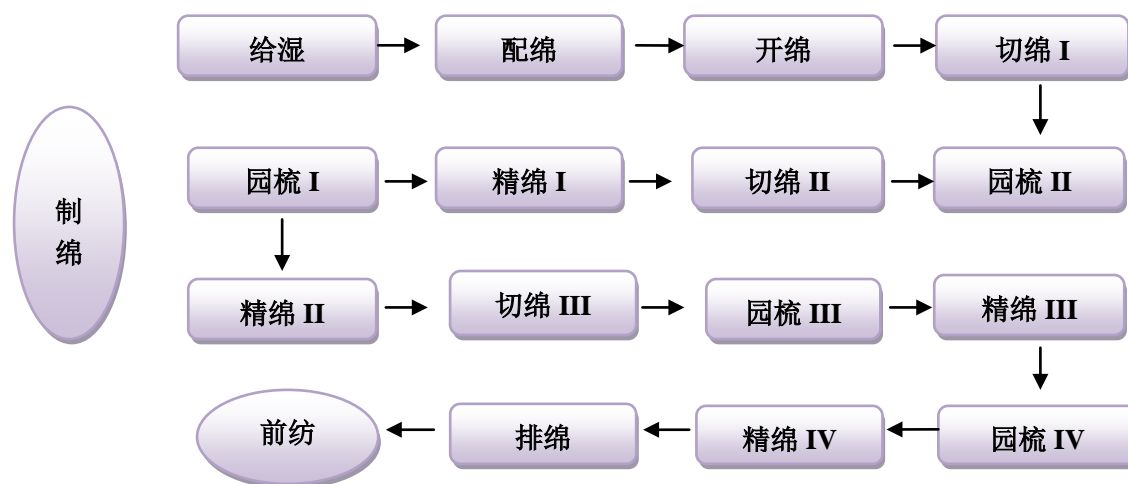 给湿
配绵
开绵
切绵 I
制
绵
园梳 I
精绵 I
切绵 II
园梳 II
精绵 II
切绵 III
园梳 III
精绵 III
前纺
排绵
精绵 IV
园梳 IV